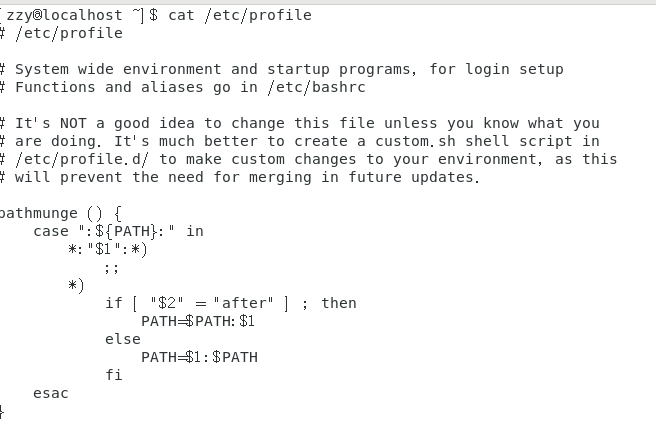 [zzy@localhost ~]$ cat /etc/profile
# /etc/profile

# System wide environment and startup programs, for login setup
# Functions and aliases go in /etc/bashrc

# It's NOT a good idea to change this file unless you know what you
# are doing. It's much better to create a custom.sh shell script in
# /etc/profile.d/ to make custom changes to your environment, as this
# will prevent the need for merging in future updates.

pathmunge () {
    case ":${PATH}:" in
        *:"$1":*)
            ;;
        *)
            if [ "$2" = "after" ] ; then
                PATH=$PATH:$1
            else
                PATH=$1:$PATH
            fi
    esac
}